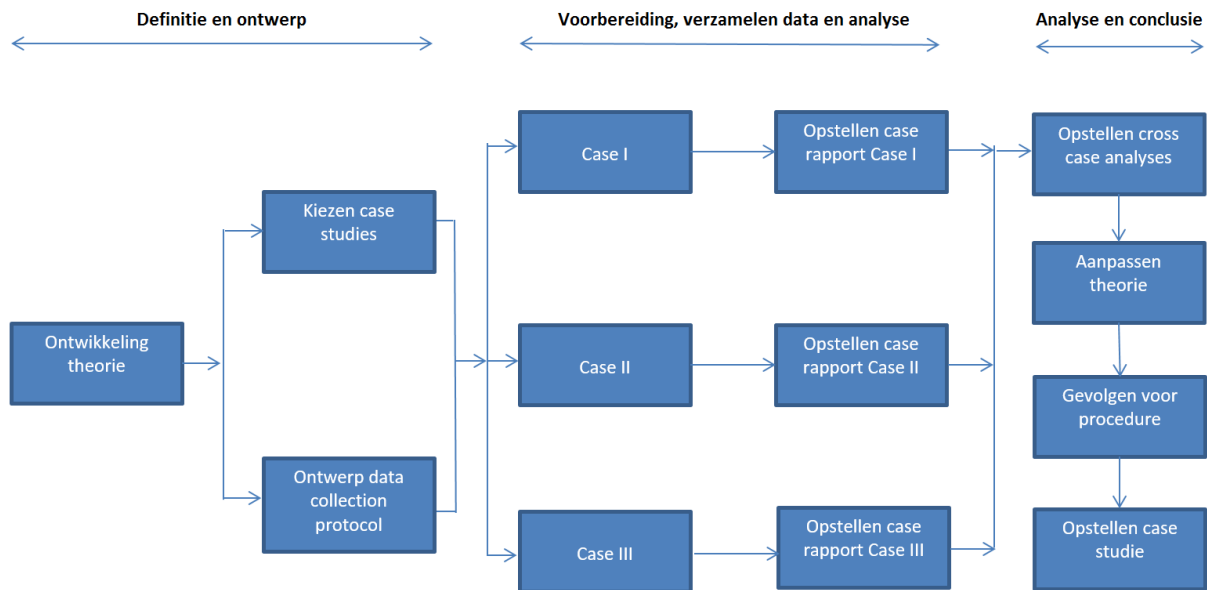 Definitie en ontwerp
Voorbereiding, verzamelen data en analyse
Analyse en conclusie
Ontwikkeling
theorie
Kiezen case
studies
Ontwerp data
collection
protocol
Case I
Opstellen case
rapport Case I
Case II
Opstellen case
rapport Case II
Case III
Opstellen case
rapport Case III
Opstellen cross
case analyses
Aanpassen
theorie
Gevolgen voor
procedure
Opstellen case
studie